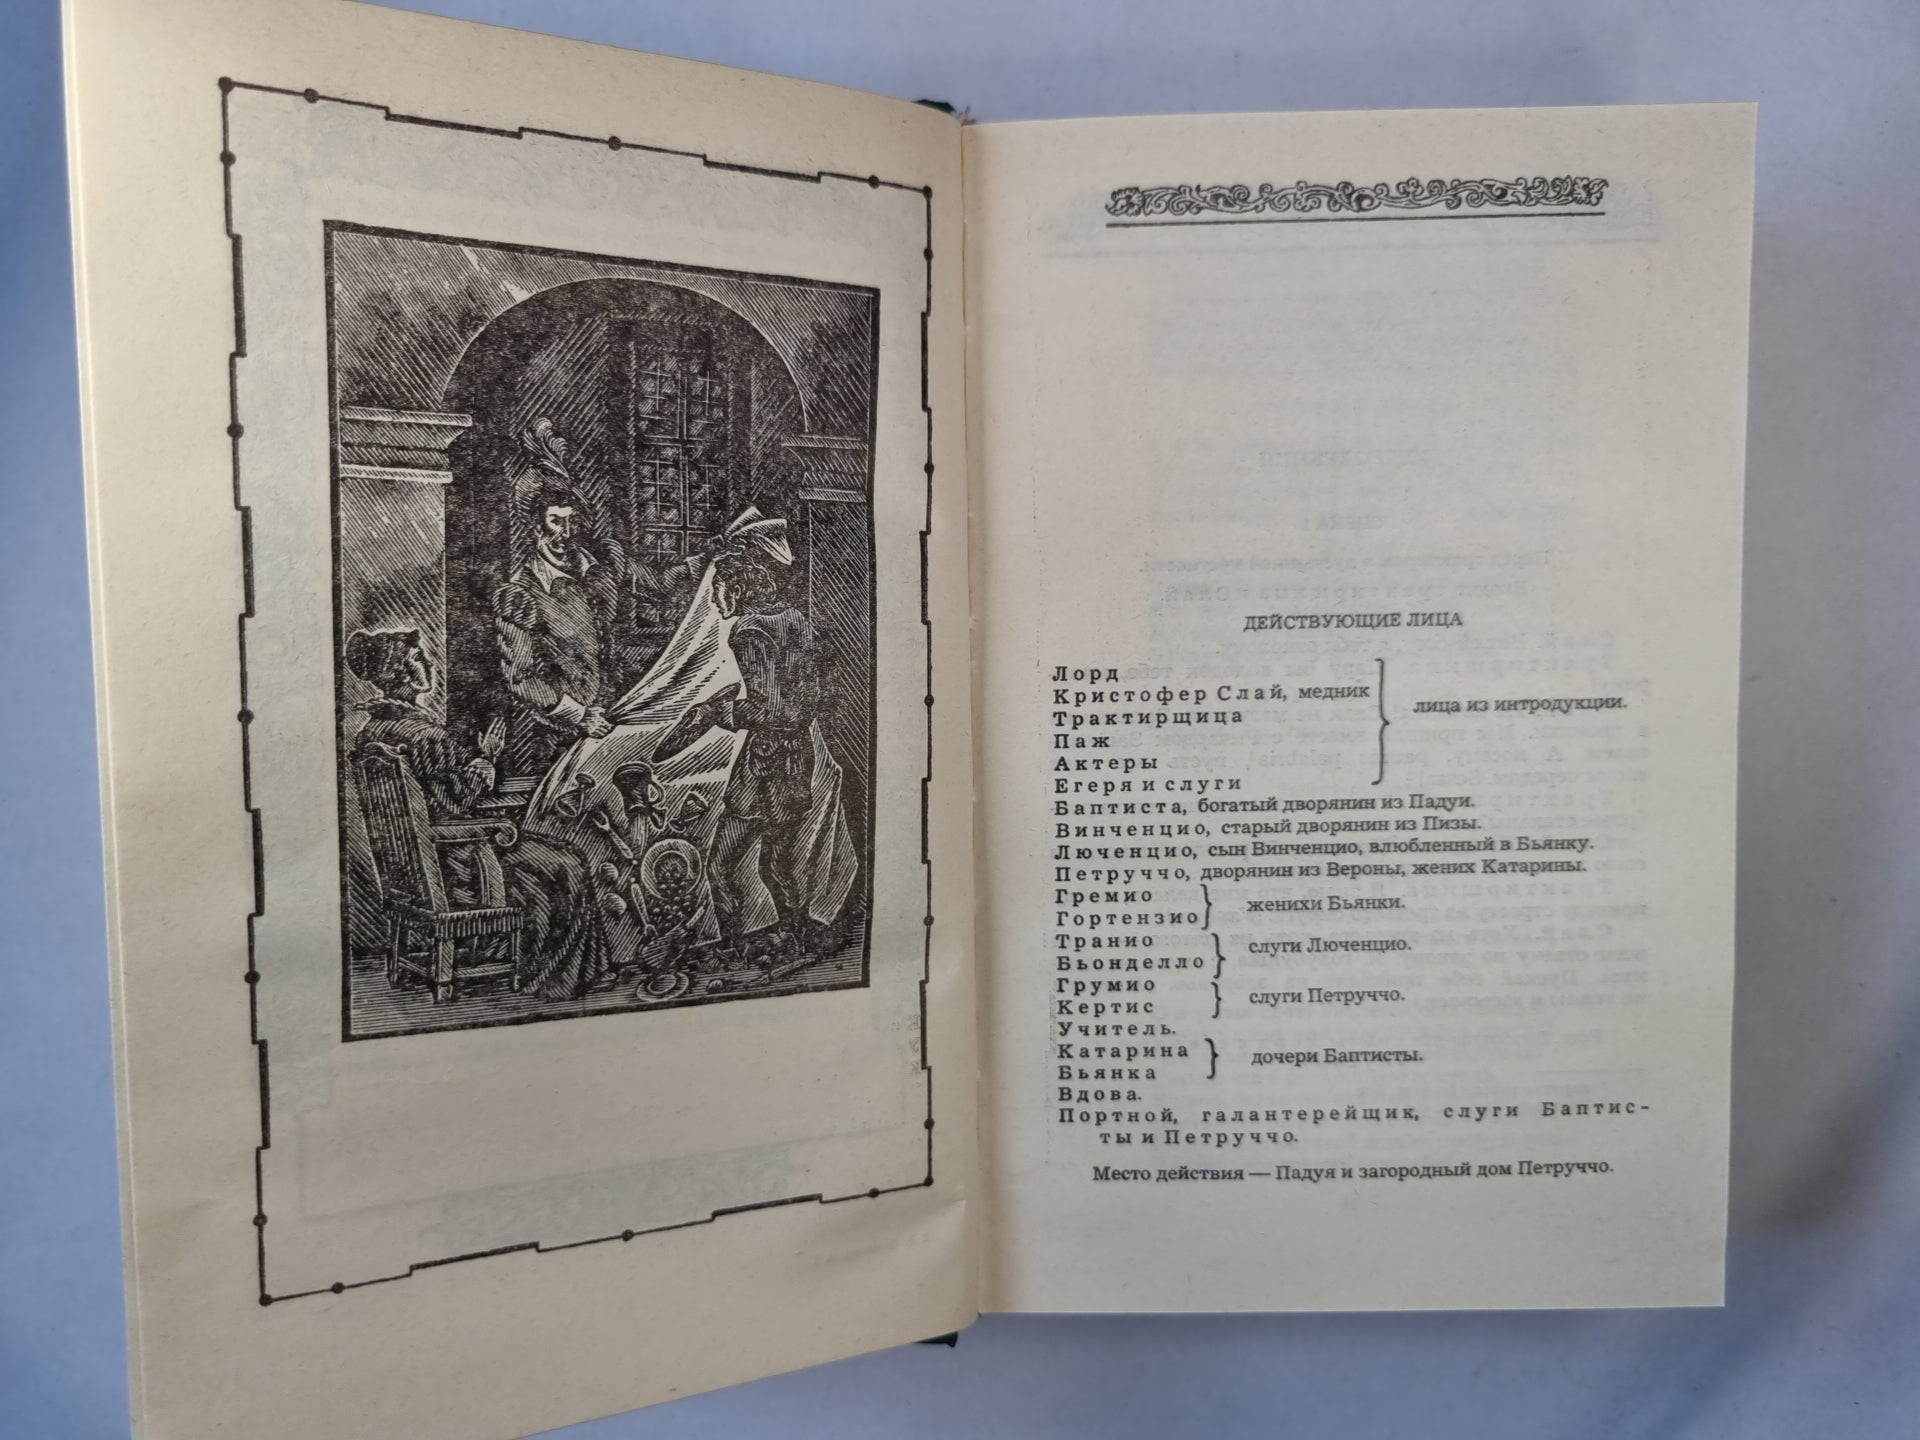 ДЕЙСТВУЮЩИЕ ЛИЦА
Лорд
Кристофер Слай, медник
Трактирщица
Паж
Актеры
Егеря и слуги
лица из интродукции.
Баптиста, богатый дворянин из Падуи.
Винченцио, старый дворянин из Пизы.
Люченцио, сын Винченцио, влюбленный в Бьянку.
Петруччо, дворянин из Вероны, жених Катарины.
Гремио
Гортензио
женихи Бьянки.
Транио
Бьонделло
слуги Люченцио.
Грумио
Кертис
слуги Петруччо.
Учитель.
Катарина
Бьянка
дочери Баптисты.
Вдова.
Портной, галантерейщик, слуги Баптис-
ты и Петруччо.
Место действия — Падуя и загородный дом Петруччо.